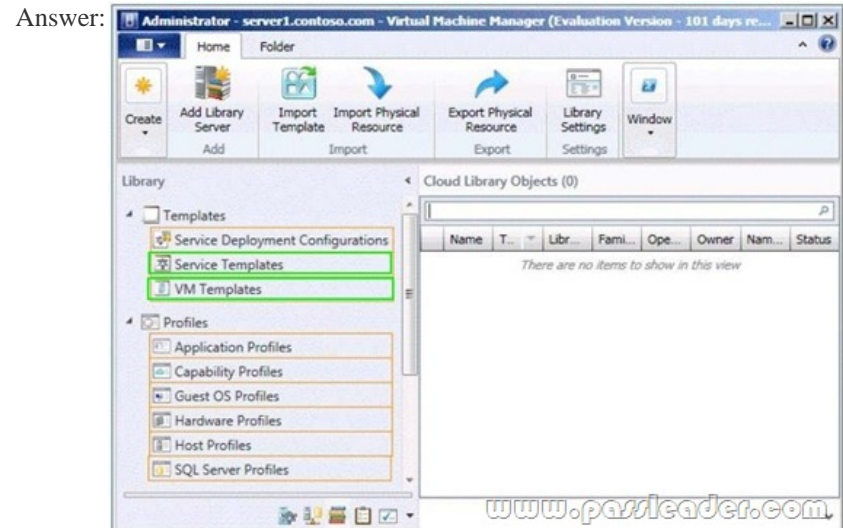 Answer:
Administrator - server1.contoso.com - Virtual Machine Manager (Evaluation Version - 101 days re...
Home Folder
Create
Add Library Server
Import Template
Import Physical Resource
Export Physical Resource
Library Settings
Window
Add Import Export Settings
Library
Cloud Library Objects (0)
Templates
Service Deployment Configurations
Service Templates
VM Templates
Profiles
Application Profiles
Capability Profiles
Guest OS Profiles
Hardware Profiles
Host Profiles
SQL Server Profiles
Name T... Libr... Fami... Ope... Owner Nam... Status
There are no items to show in this view
www.passleader.com